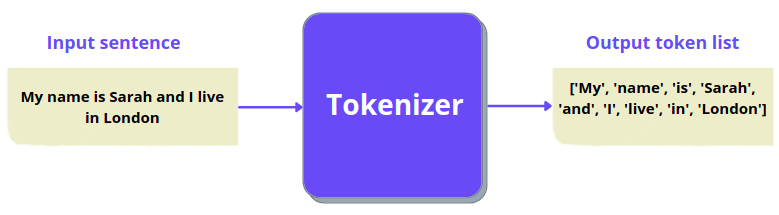 Input sentence
My name is Sarah and I live
in London
Tokenizer
Output token list
['My', 'name', 'is', 'Sarah',
'and', 'I', 'live', 'in', 'London']